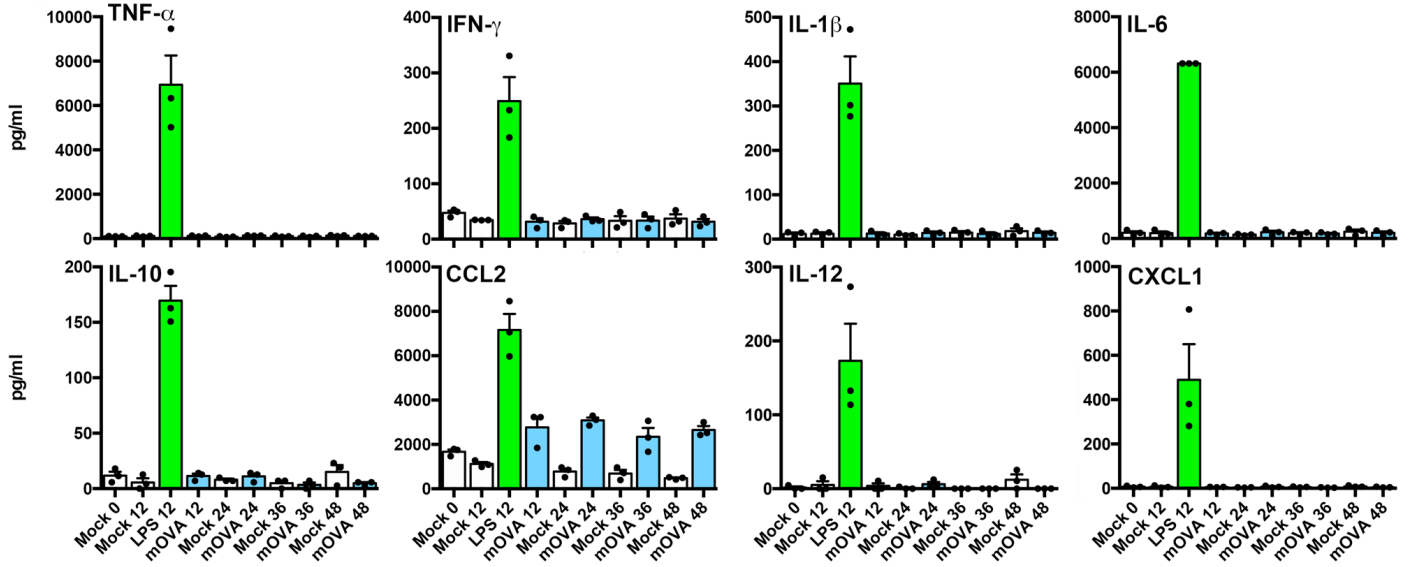 TNF-α
10000
8000
6000
4000
2000
0
pg/ml
IFN-γ
400
300
200
100
0
IL-1β
500
400
300
200
100
0
IL-6
8000
6000
4000
2000
0
IL-10
200
150
100
50
0
pg/ml
Mock 0
Mock 12
LPS 12
mOVA 12
Mock 24
mOVA 24
Mock 36
mOVA 36
Mock 48
mOVA 48
CCL2
10000
8000
6000
4000
2000
0
Mock 0
Mock 12
LPS 12
mOVA 12
Mock 24
mOVA 24
Mock 36
mOVA 36
Mock 48
mOVA 48
IL-12
300
200
100
0
Mock 0
Mock 12
LPS 12
mOVA 12
Mock 24
mOVA 24
Mock 36
mOVA 36
Mock 48
mOVA 48
CXCL1
1000
800
600
400
200
0
Mock 0
Mock 12
LPS 12
mOVA 12
Mock 24
mOVA 24
Mock 36
mOVA 36
Mock 48
mOVA 48